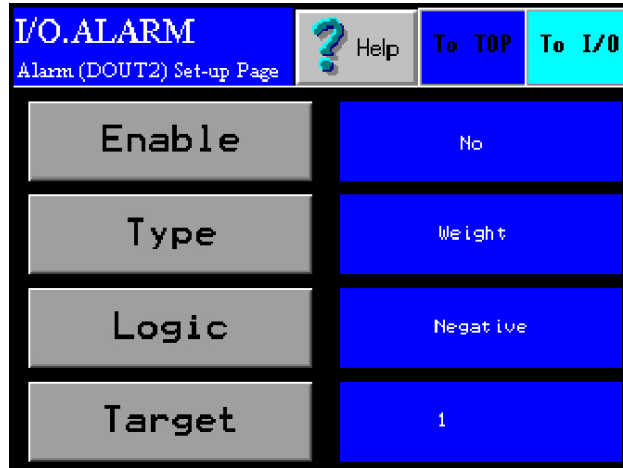 I/O.ALARM
Alarm (DOUT2) Set-up Page
Help
To TOP
To I/O
Enable
No
Type
Weight
Logic
Negative
Target
1